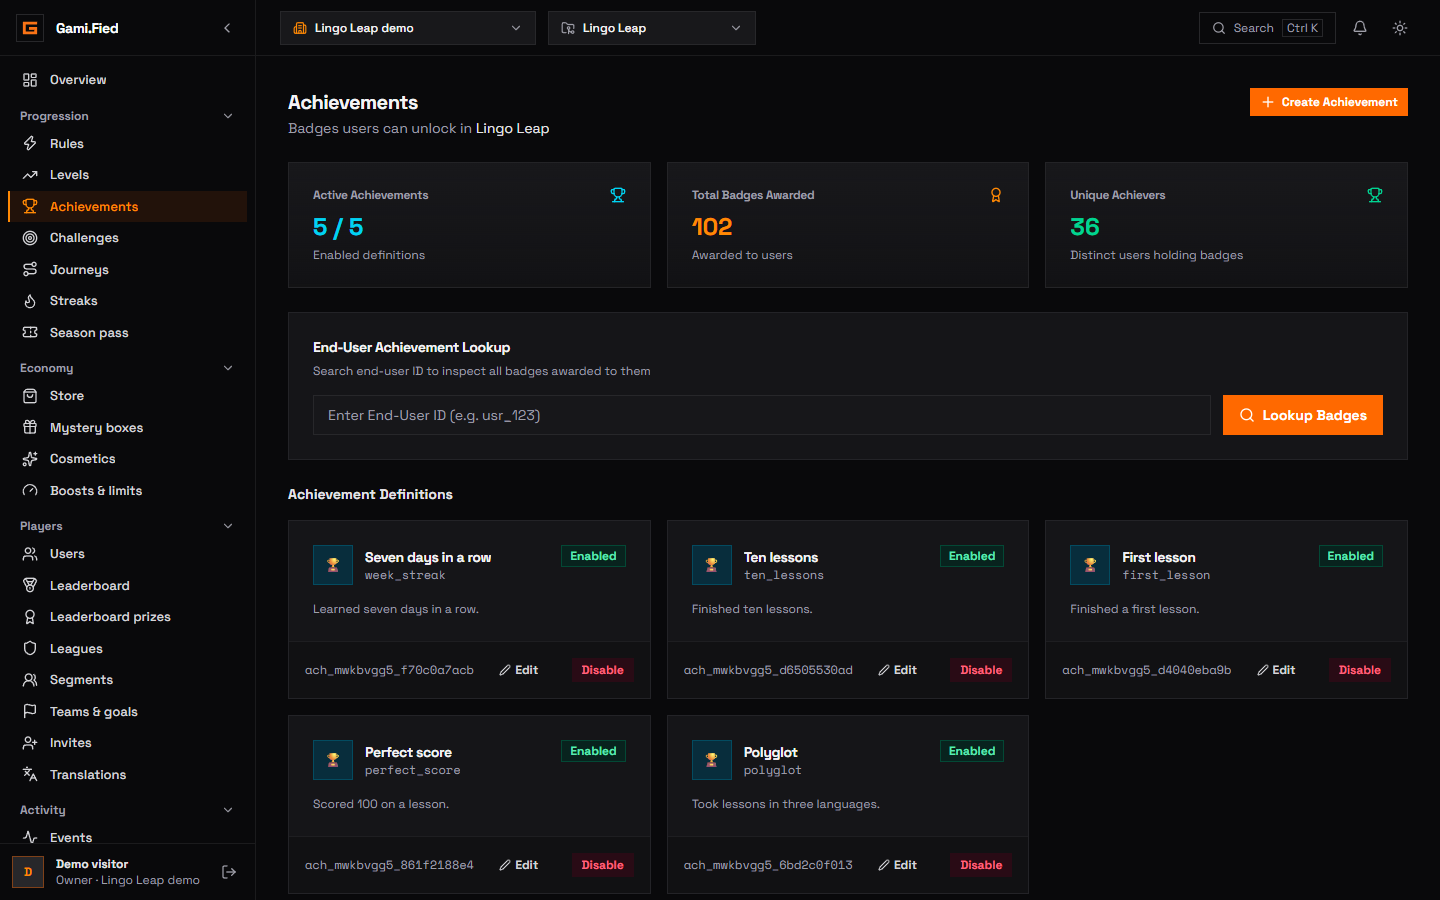 Gami.Fied
Lingo Leap demo
Lingo Leap
Search Ctrl K
Overview
Progression
Rules
Levels
Achievements
Challenges
Journeys
Streaks
Season pass
Economy
Store
Mystery boxes
Cosmetics
Boosts & limits
Players
Users
Leaderboard
Leaderboard prizes
Leagues
Segments
Teams & goals
Invites
Translations
Activity
Events
D
Demo visitor
Owner · Lingo Leap demo
Achievements
Badges users can unlock in Lingo Leap
Create Achievement
Active Achievements
5 / 5
Enabled definitions
Total Badges Awarded
102
Awarded to users
Unique Achievers
36
Distinct users holding badges
End-User Achievement Lookup
Search end-user ID to inspect all badges awarded to them
Enter End-User ID (e.g. usr_123)
Lookup Badges
Achievement Definitions
Seven days in a row
week_streak
Enabled
Learned seven days in a row.
ach_mwkbvgg5_f70c0a7acb
Edit
Disable
Ten lessons
ten_lessons
Enabled
Finished ten lessons.
ach_mwkbvgg5_d6505530ad
Edit
Disable
First lesson
first_lesson
Enabled
Finished a first lesson.
ach_mwkbvgg5_d4040eba9b
Edit
Disable
Perfect score
perfect_score
Enabled
Scored 100 on a lesson.
ach_mwkbvgg5_861f2188e4
Edit
Disable
Polyglot
polyglot
Enabled
Took lessons in three languages.
ach_mwkbvgg5_6bd2c0f013
Edit
Disable